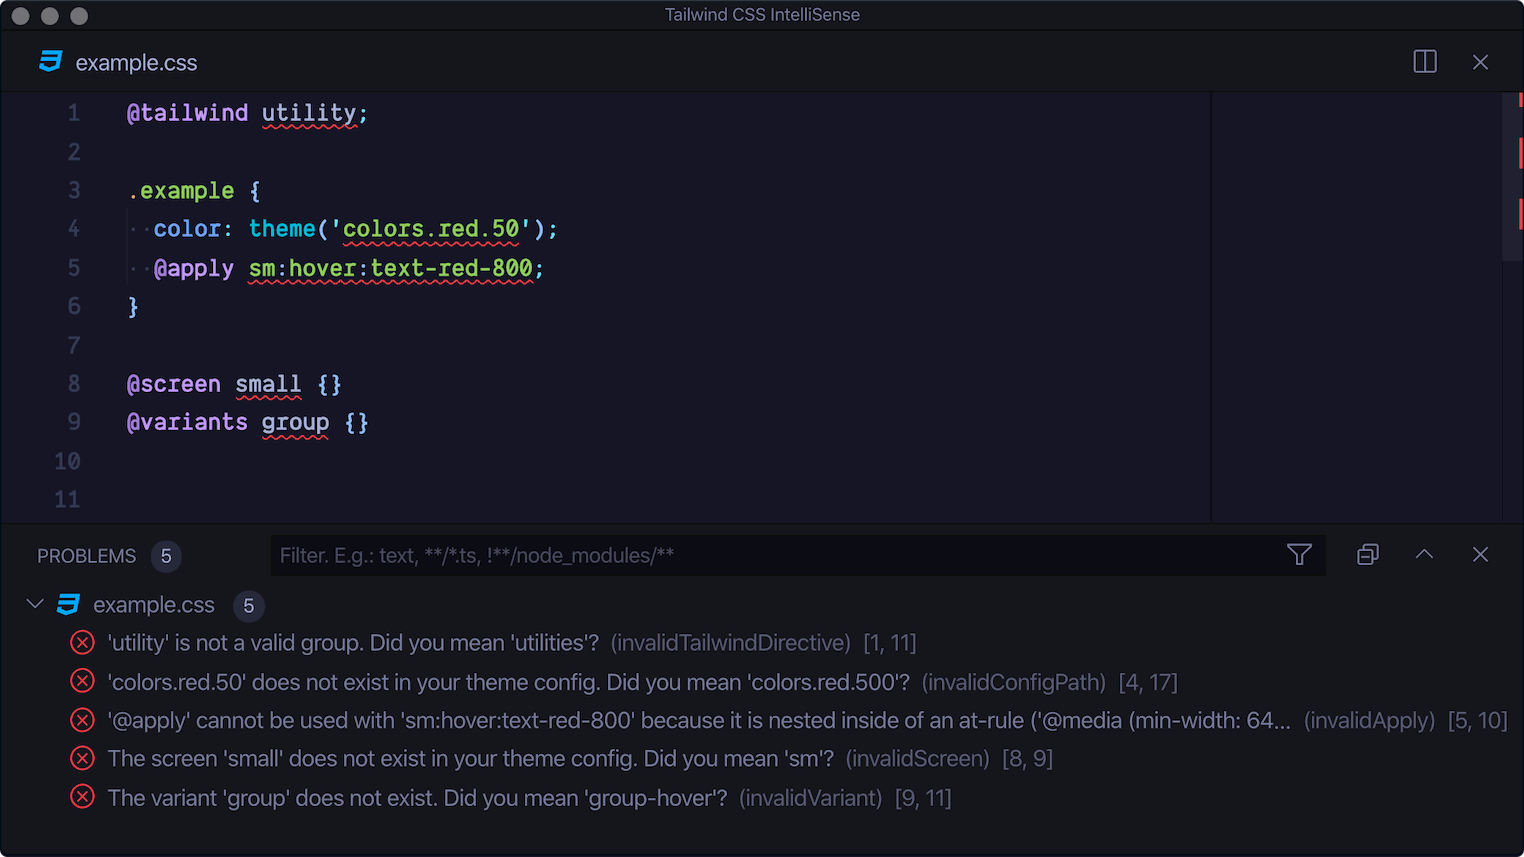 Tailwind CSS IntelliSense
example.css
1 @tailwind utility;
2
3 .example {
4 color: theme('colors.red.50');
5 @apply sm:hover:text-red-800;
6 }
7
8 @screen small {}
9 @variants group {}
10
11
PROBLEMS 5 Filter. E.g.: text, **/*.ts, !**/node_modules/**
example.css 5
'utility' is not a valid group. Did you mean 'utilities'? (invalidTailwindDirective) [1, 11]
'colors.red.50' does not exist in your theme config. Did you mean 'colors.red.500'? (invalidConfigPath) [4, 17]
'@apply' cannot be used with 'sm:hover:text-red-800' because it is nested inside of an at-rule ('@media (min-width: 64... (invalidApply) [5, 10]
The screen 'small' does not exist in your theme config. Did you mean 'sm'? (invalidScreen) [8, 9]
The variant 'group' does not exist. Did you mean 'group-hover'? (invalidVariant) [9, 11]